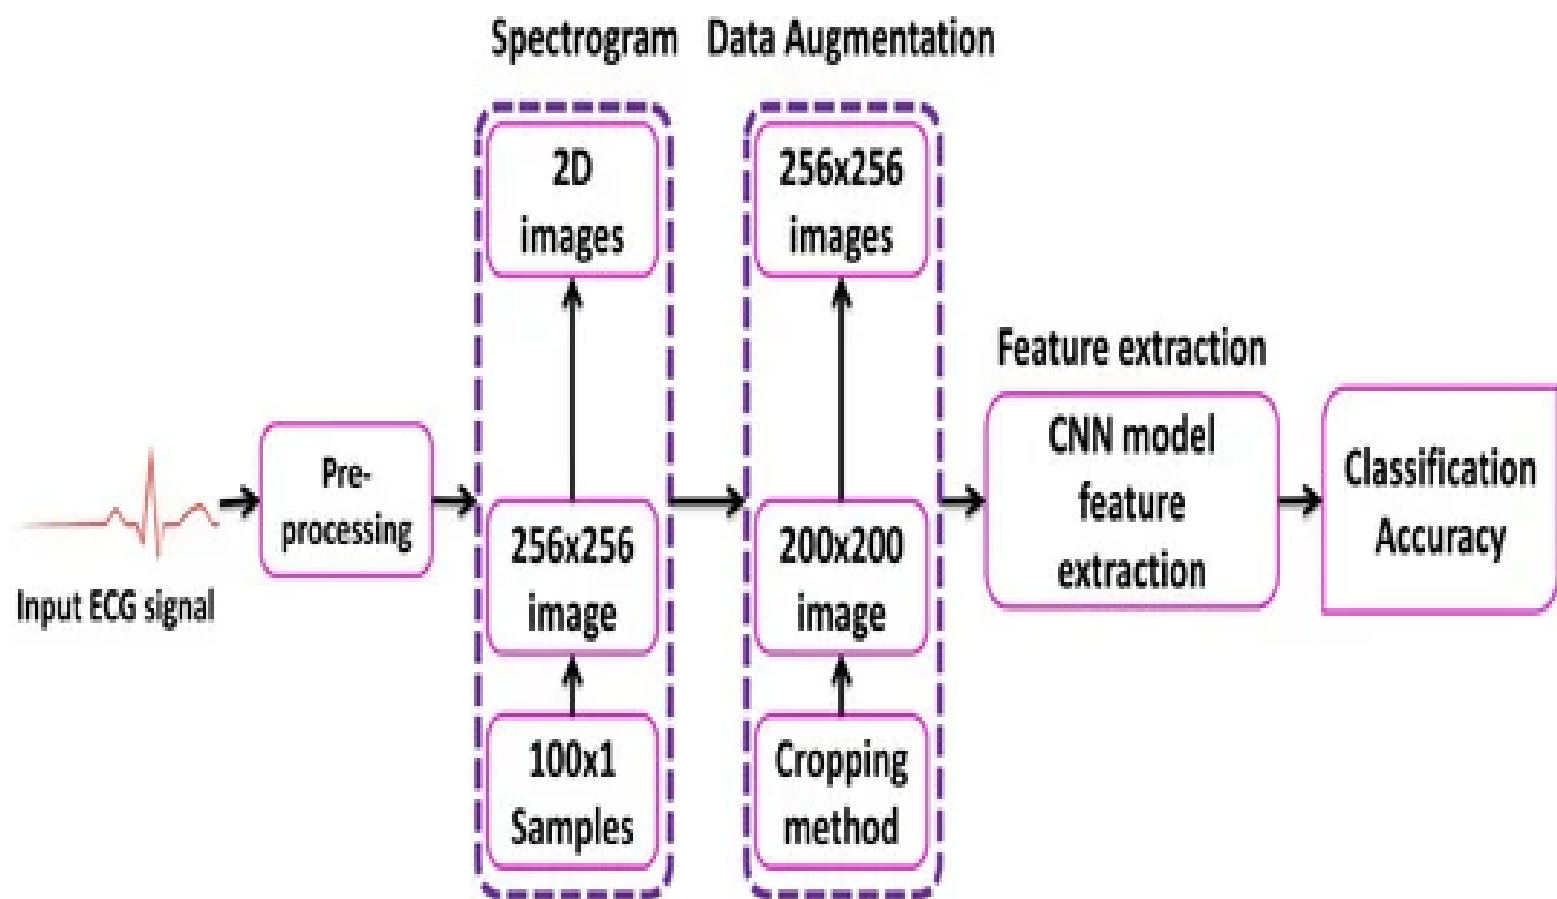 Spectrogram
Data Augmentation
2D
images
256x256
images
Feature extraction
Pre-
processing
256x256
image
200x200
image
CNN model
feature
extraction
Classification
Accuracy
Input ECG signal
100x1
Samples
Cropping
method